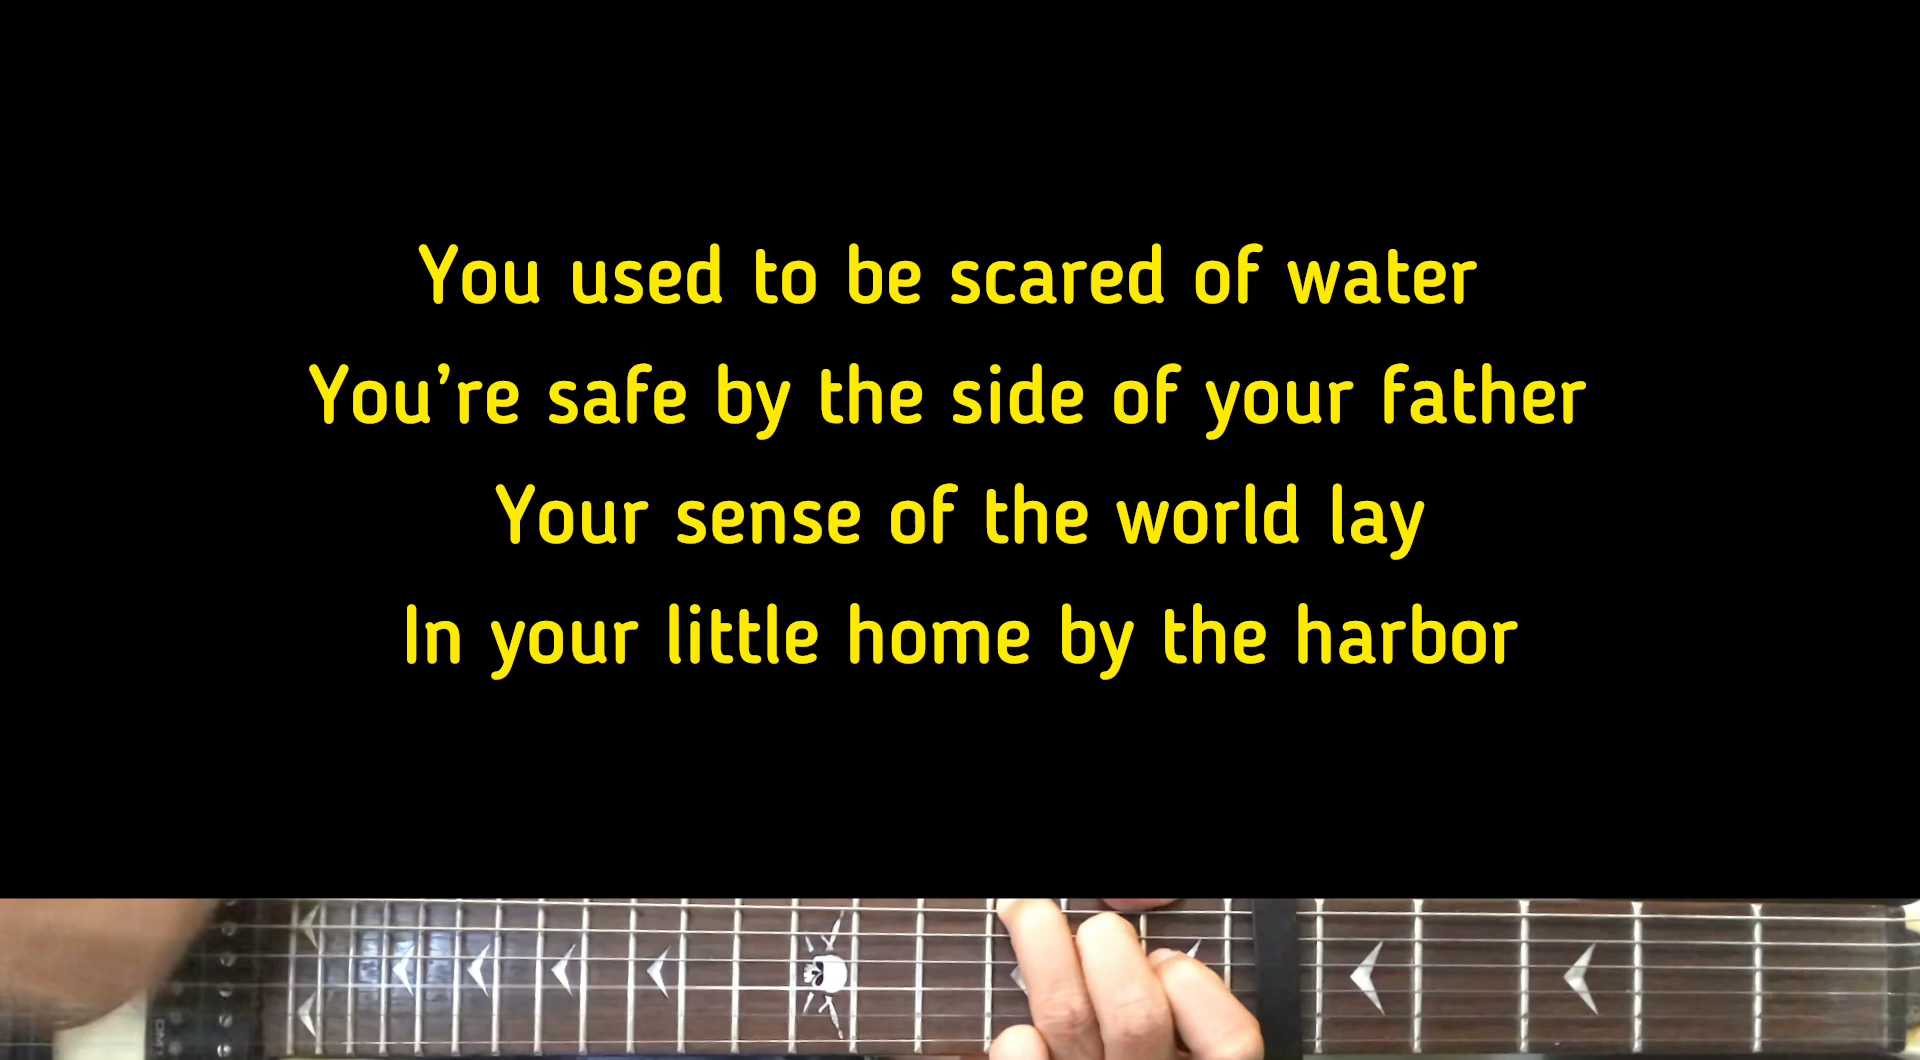 You used to be scared of water
You’re safe by the side of your father
Your sense of the world lay
In your little home by the harbor